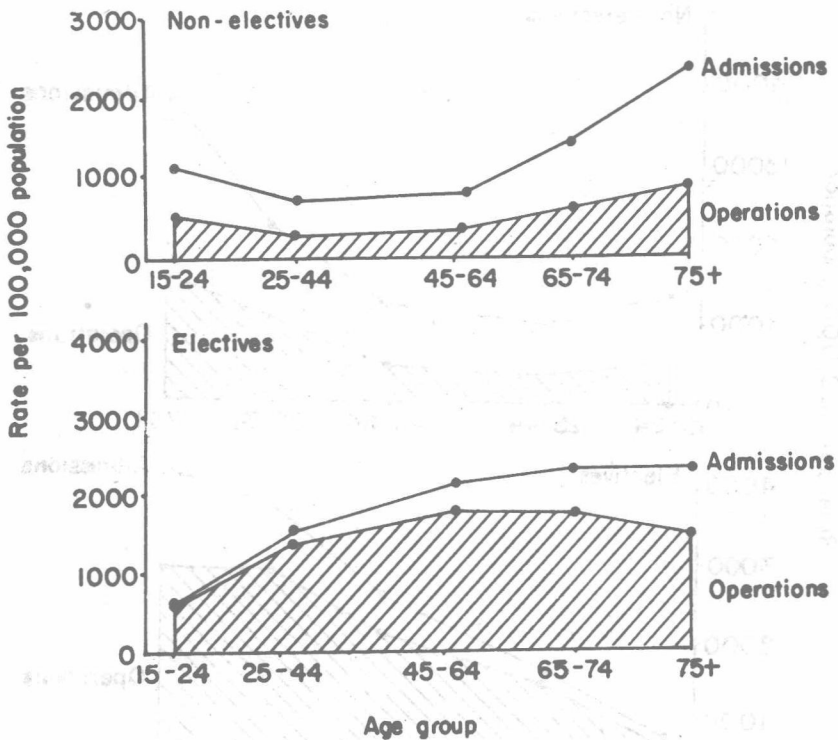 Rate per 100,000 population
Non-electives
3000
2000
1000
0
Admissions
Operations
15-24 25-44 45-64 65-74 75+
Electives
4000
3000
2000
1000
0
Admissions
Operations
15-24 25-44 45-64 65-74 75+
Age group